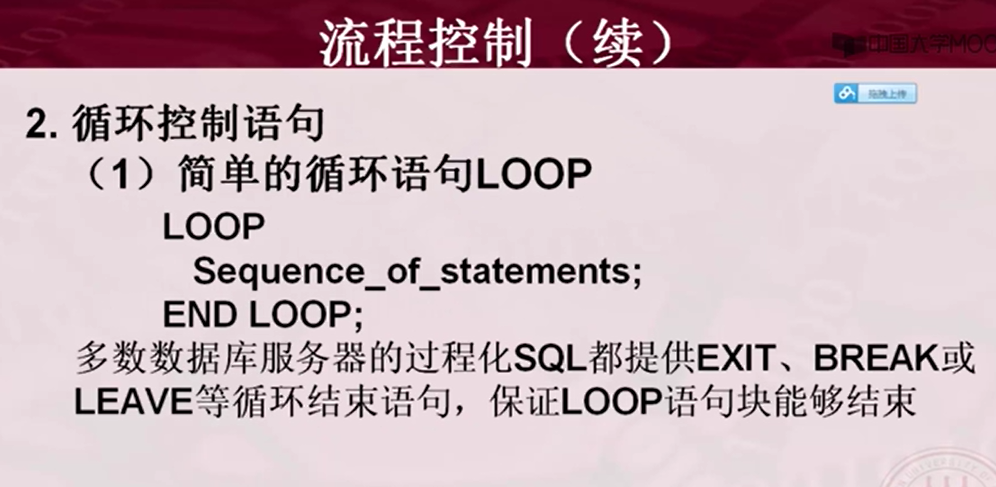 流程控制（续）
中国大学MOOC
拖拽上传
2. 循环控制语句
（1）简单的循环语句LOOP
LOOP
Sequence_of_statements;
END LOOP;
多数数据库服务器的过程化SQL都提供EXIT、BREAK或
LEAVE等循环结束语句，保证LOOP语句块能够结束